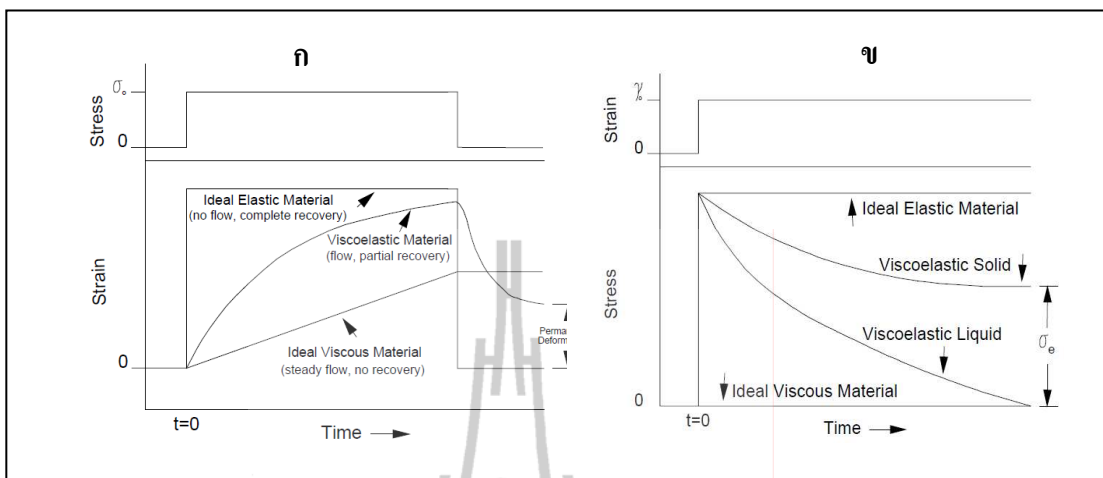 ก
σ₀
Stress
0
Ideal Elastic Material
(no flow, complete recovery)
Viscoelastic Material
(flow, partial recovery)
Strain
Ideal Viscous Material
(steady flow, no recovery)
0
Deform
t=0
Time
ข
γ₀
Strain
0
Ideal Elastic Material
Viscoelastic Solid
Stress
Viscoelastic Liquid
σe
Ideal Viscous Material
0
t=0
Time